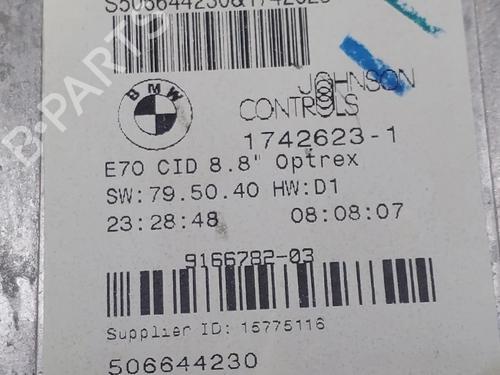 S506644230&1742623
BMW
JOHNSON
CONTROLS
1742623-1
E70 CID 8.8" Optrex
SW:79.50.40 HW:D1
23:28:48 08:08:07
9166782-03
Supplier ID: 15775116
506644230
B-PARTS